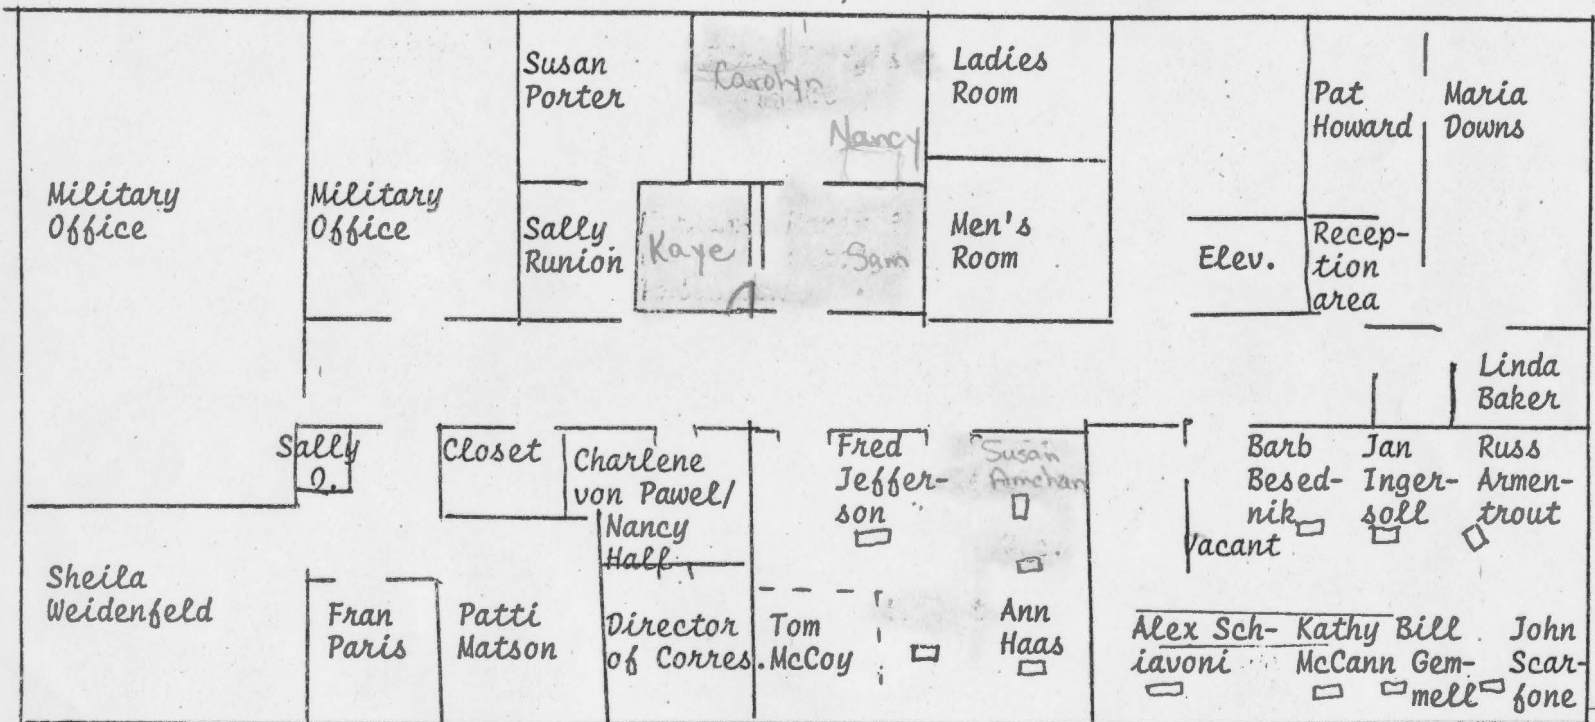 Susan
Porter
Carolyn
Nancy
Ladies
Room
Pat
Howard
Maria
Downs
Military
Office
Military
Office
Sally
Runion
Kaye
Sam
Men's
Room
Elev.
Recep-
tion
area
Linda
Baker
Sally
Q.
Closet
Charlene
von Pawel/
Nancy
Hall
Fred
Jeffer-
son
Susan
Amchan
Barb
Besed-
nik
Jan
Inger-
soll
Russ
Armen-
trout
Vacant
Sheila
Weidenfeld
Fran
Paris
Patti
Matson
Director
of Corres.
Tom
McCoy
Ann
Haas
Alex Sch-
iavoni
Kathy
McCann
Bill
Gem-
mell
John
Scar-
fone